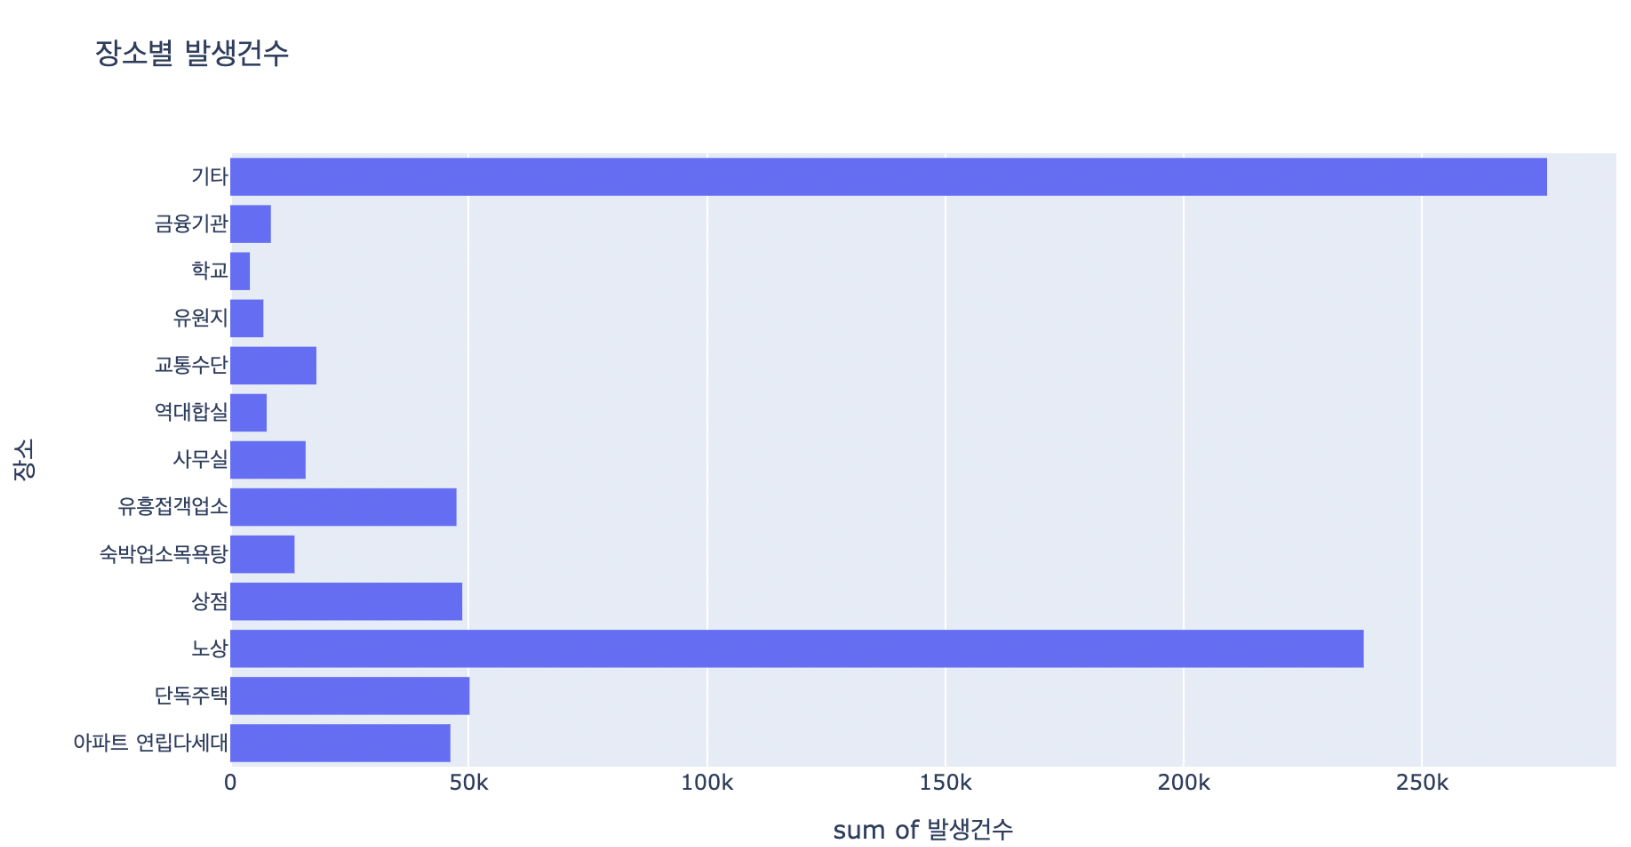 장소별 발생건수
기타
금융기관
학교
유원지
교통수단
역대합실
사무실
유흥접객업소
숙박업소목욕탕
상점
노상
단독주택
아파트 연립다세대
장소
0 50k 100k 150k 200k 250k
sum of 발생건수